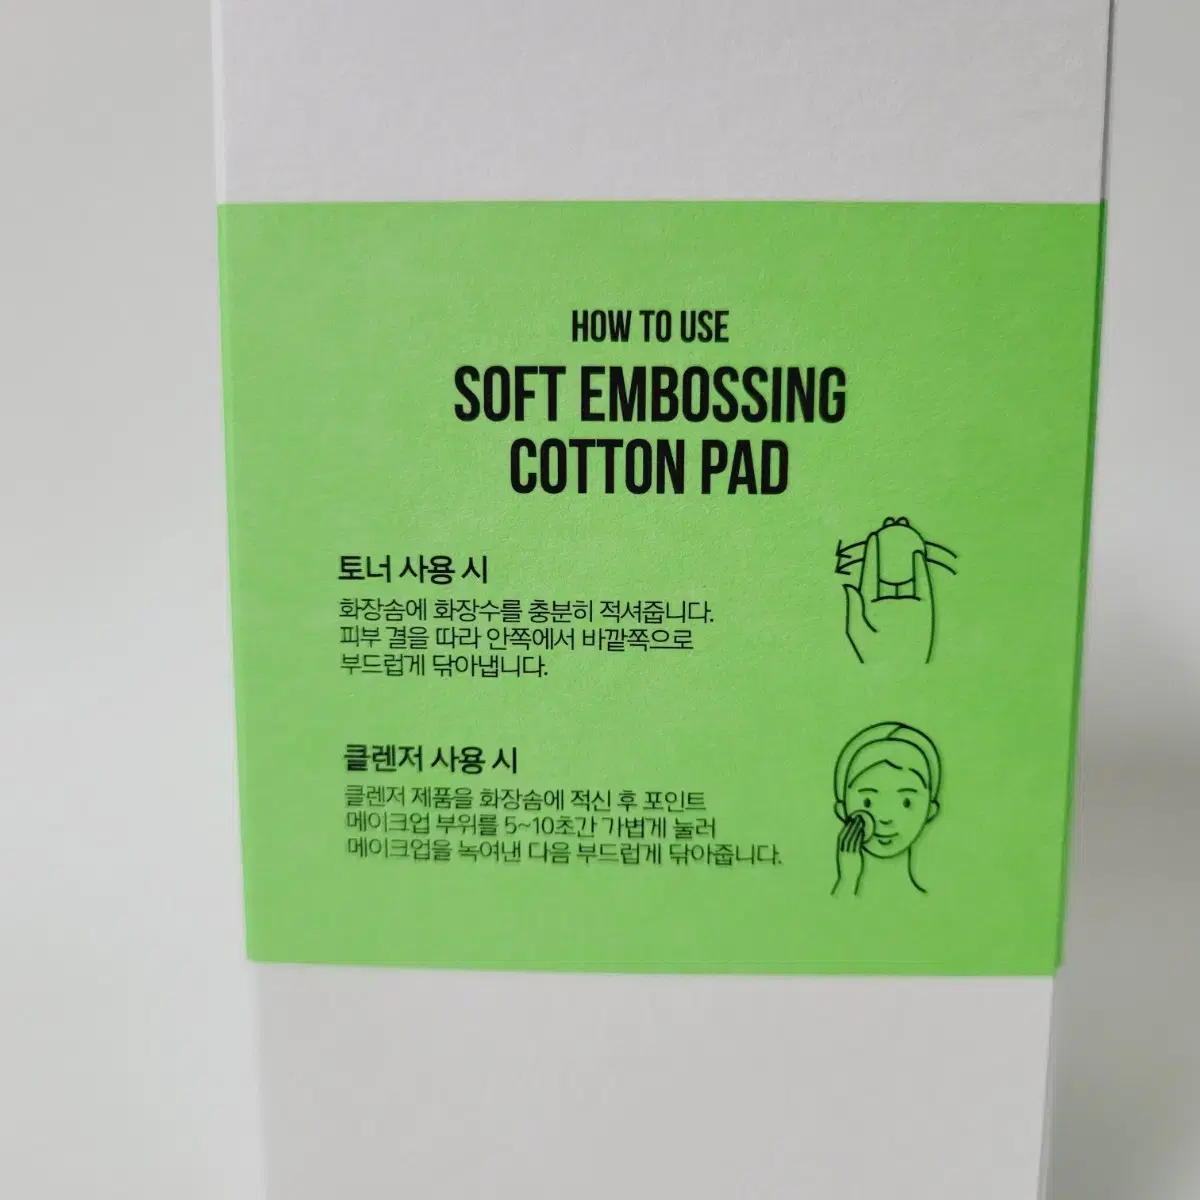 HOW TO USE
SOFT EMBOSSING
COTTON PAD
토너 사용 시
화장솜에 화장수를 충분히 적셔줍니다.
피부 결을 따라 안쪽에서 바깥쪽으로
부드럽게 닦아냅니다.
클렌저 사용 시
클렌저 제품을 화장솜에 적신 후 포인트
메이크업 부위를 5~10초간 가볍게 눌러
메이크업을 녹여낸 다음 부드럽게 닦아줍니다.